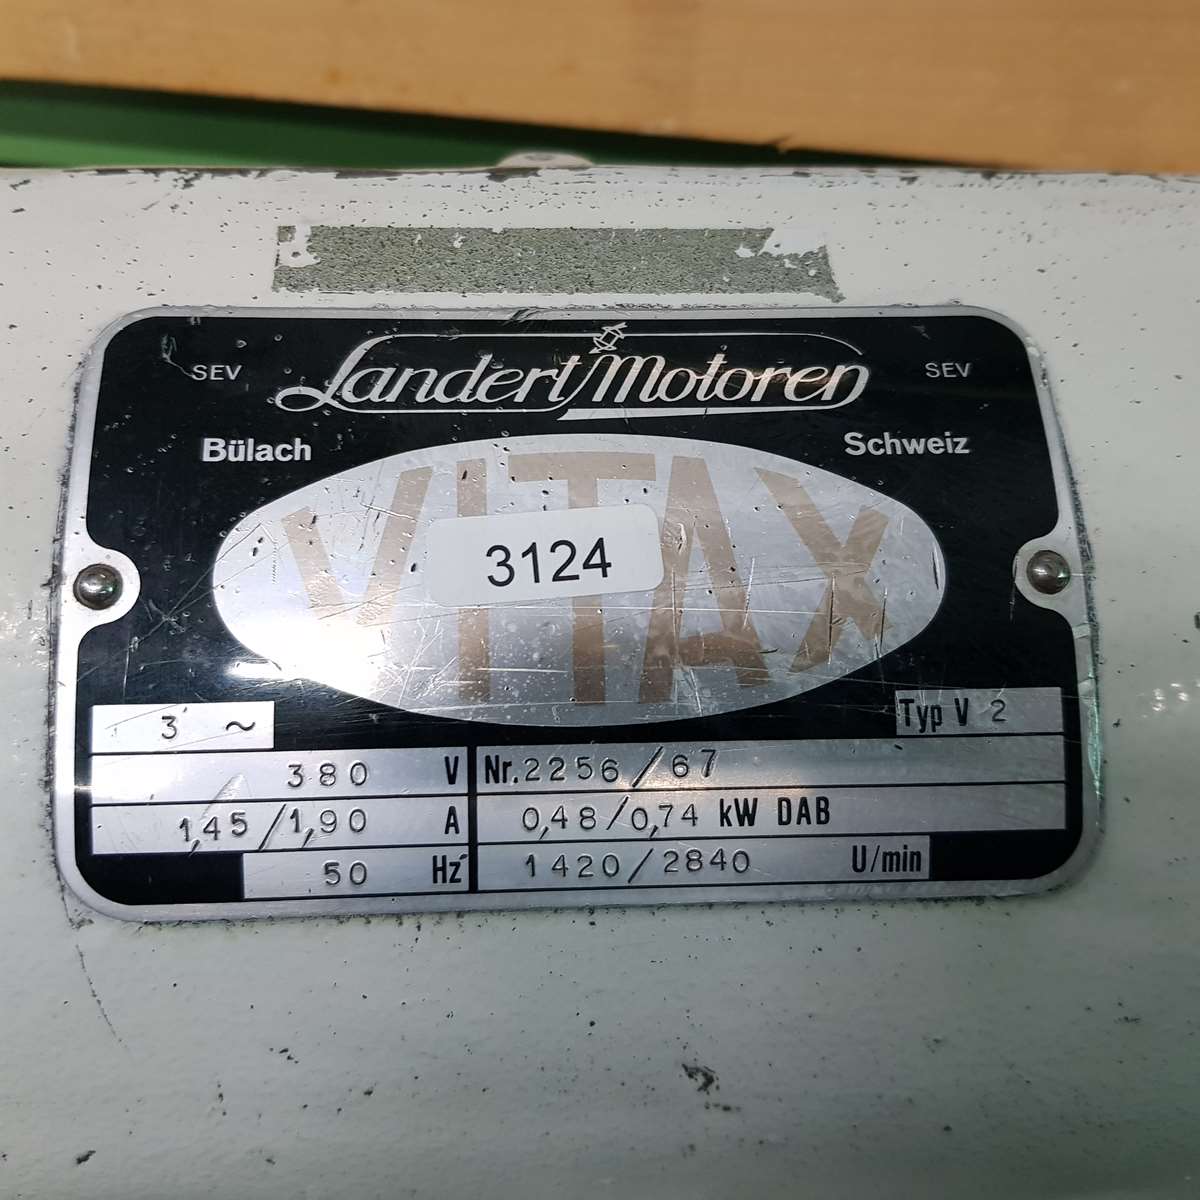 SEV Landert Motoren SEV
Bülach Schweiz
VITAX
3124
3 ~ Typ V 2
380 V Nr. 2256/67
1,45/1,90 A 0,48/0,74 kW DAB
50 Hz 1420/2840 U/min